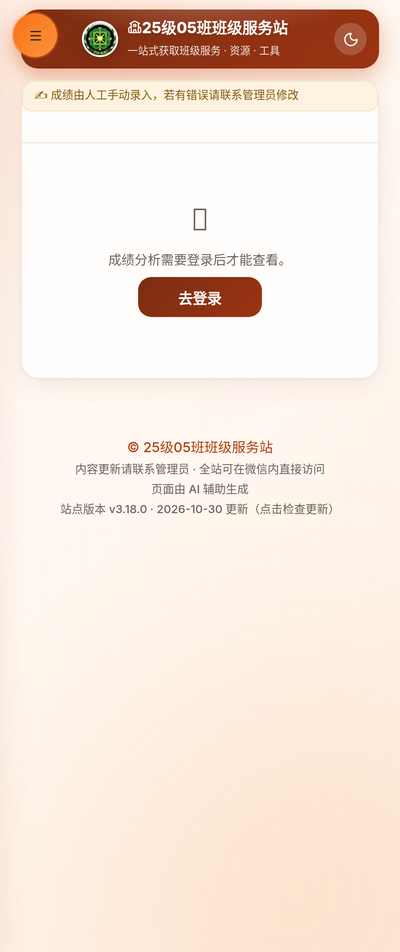 25级05班班级服务站
一站式获取班级服务 · 资源 · 工具
✍ 成绩由人工手动录入，若有错误请联系管理员修改
成绩分析需要登录后才能查看。
去登录
© 25级05班班级服务站
内容更新请联系管理员 · 全站可在微信内直接访问
页面由 AI 辅助生成
站点版本 v3.18.0 · 2026-10-30 更新（点击检查更新）